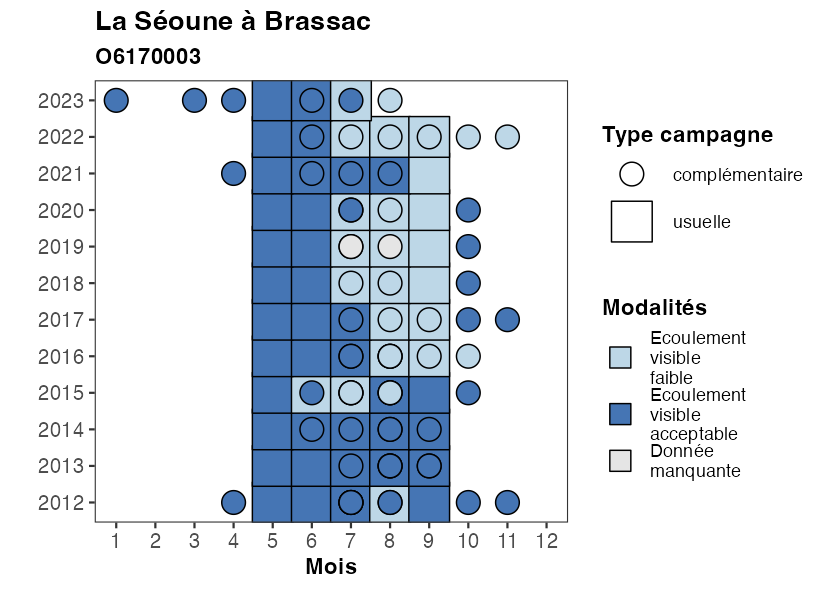 La Séoune à Brassac
O6170003
2023
2022
2021
2020
2019
2018
2017
2016
2015
2014
2013
2012
1 2 3 4 5 6 7 8 9 10 11 12
Mois
Type campagne
complémentaire
usuelle
Modalités
Ecoulement
visible
faible
Ecoulement
visible
acceptable
Donnée
manquante